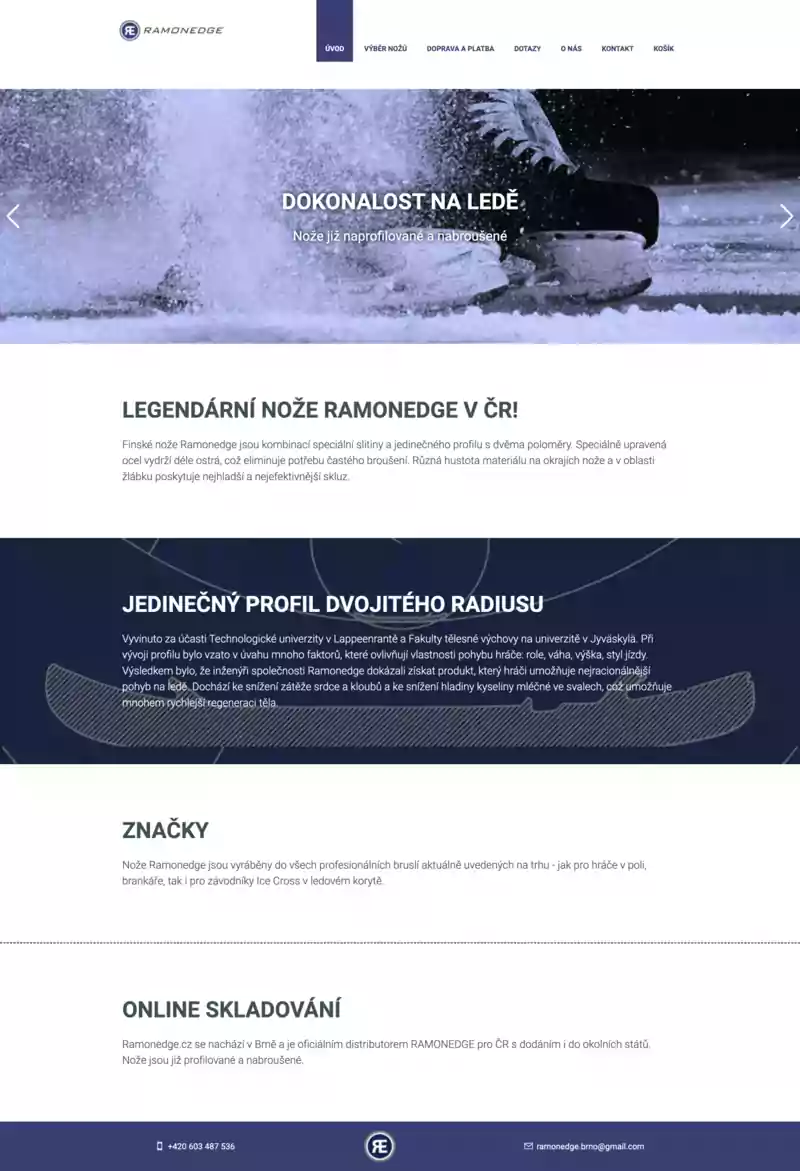 RAMONEDGE
ÚVOD VÝBĚR NOŽŮ DOPRAVA A PLATBA DOTAZY O NÁS KONTAKT KOŠÍK
DOKONALOST NA LEDĚ
Nože již naprofilované a nabroušené
LEGENDÁRNÍ NOŽE RAMONEDGE V ČR!
Finské nože Ramonedge jsou kombinací speciální slitiny a jedinečného profilu s dvěma poloměry. Speciálně upravená
ocel vydrží déle ostrá, což eliminuje potřebu častého broušení. Různá hustota materiálu na okrajích nože a v oblasti
žlábku poskytuje nejhladší a nejefektivnější skluz.
JEDINEČNÝ PROFIL DVOJITÉHO RADIUSU
Vyvinuto za účasti Technologické univerzity v Lappeenrantě a Fakulty tělesné výchovy na univerzitě v Jyväskylä. Při
vývoji profilu bylo vzato v úvahu mnoho faktorů, které ovlivňují vlastnosti pohybu hráče: role, váha, výška, styl jízdy.
Výsledkem bylo, že inženýři společnosti Ramonedge dokázali získat produkt, který hráči umožňuje nejracionálnější
pohyb na ledě. Dochází ke snížení zátěže srdce a kloubů a ke snížení hladiny kyseliny mléčné ve svalech, což umožňuje
mnohem rychlejší regeneraci těla.
ZNAČKY
Nože Ramonedge jsou vyráběny do všech profesionálních bruslí aktuálně uvedených na trhu - jak pro hráče v poli,
brankáře, tak i pro závodníky Ice Cross v ledovém korytě.
ONLINE SKLADOVÁNÍ
Ramonedge.cz se nachází v Brně a je oficiálním distributorem RAMONEDGE pro ČR s dodáním i do okolních států.
Nože jsou již profilované a nabroušené.
+420 603 487 536 RE ramonedge.brno@gmail.com